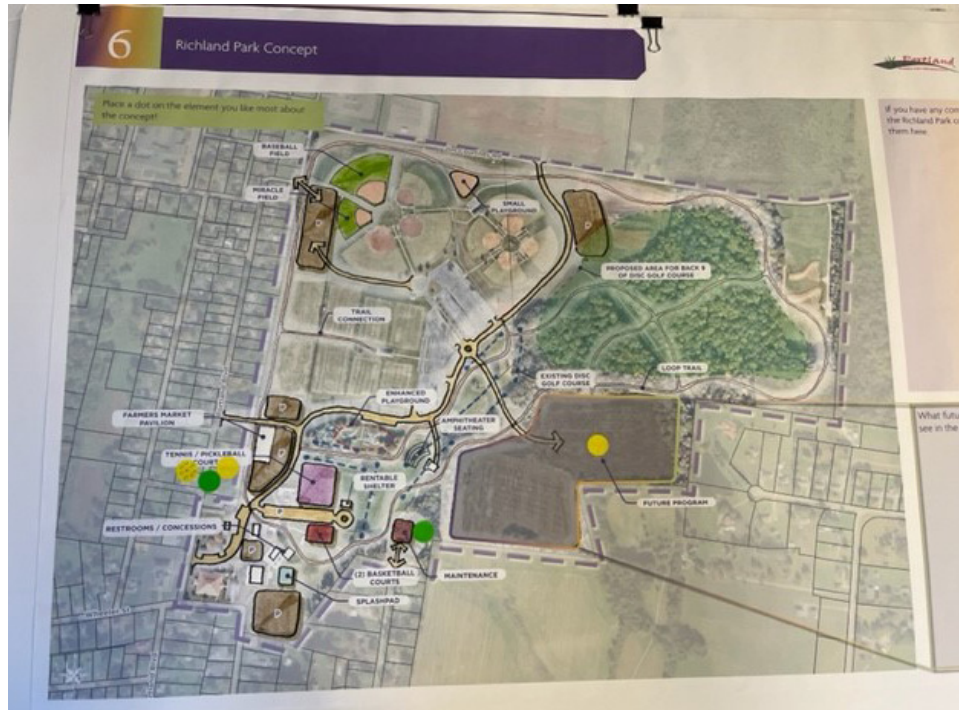 6
Richland Park Concept
Portland
Place a dot on the element you like most about
the concept!
If you have any
the Richland Park
them here.
BASEBALL
FIELD
MIRACLE
FIELD
SMALL
PLAYGROUND
PROPOSED AREA FOR BACK 9
OF DISC GOLF COURSE
TRAIL
CONNECTION
EXISTING DISC
GOLF COURSE
LOOP TRAIL
ENHANCED
PLAYGROUND
FARMERS MARKET
PAVILION
AMPHITHEATER
SEATING
What
see in the
TENNIS / PICKLEBALL
COURT
RENTABLE
SHELTER
FUTURE PROGRAM
RESTROOMS / CONCESSIONS
(2) BASKETBALL
COURTS
MAINTENANCE
SPLASHPAD